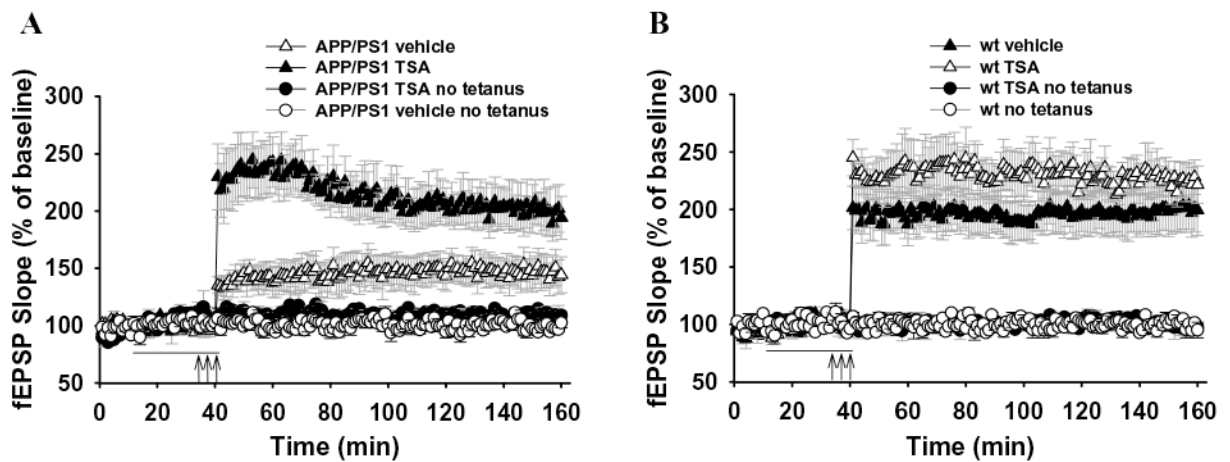 A
APP/PS1 vehicle
APP/PS1 TSA
APP/PS1 TSA no tetanus
APP/PS1 vehicle no tetanus
fEPSP Slope (% of baseline)
300
250
200
150
100
50
0 20 40 60 80 100 120 140 160
Time (min)
B
wt vehicle
wt TSA
wt TSA no tetanus
wt no tetanus
fEPSP Slope (% of baseline)
300
250
200
150
100
50
0 20 40 60 80 100 120 140 160
Time (min)